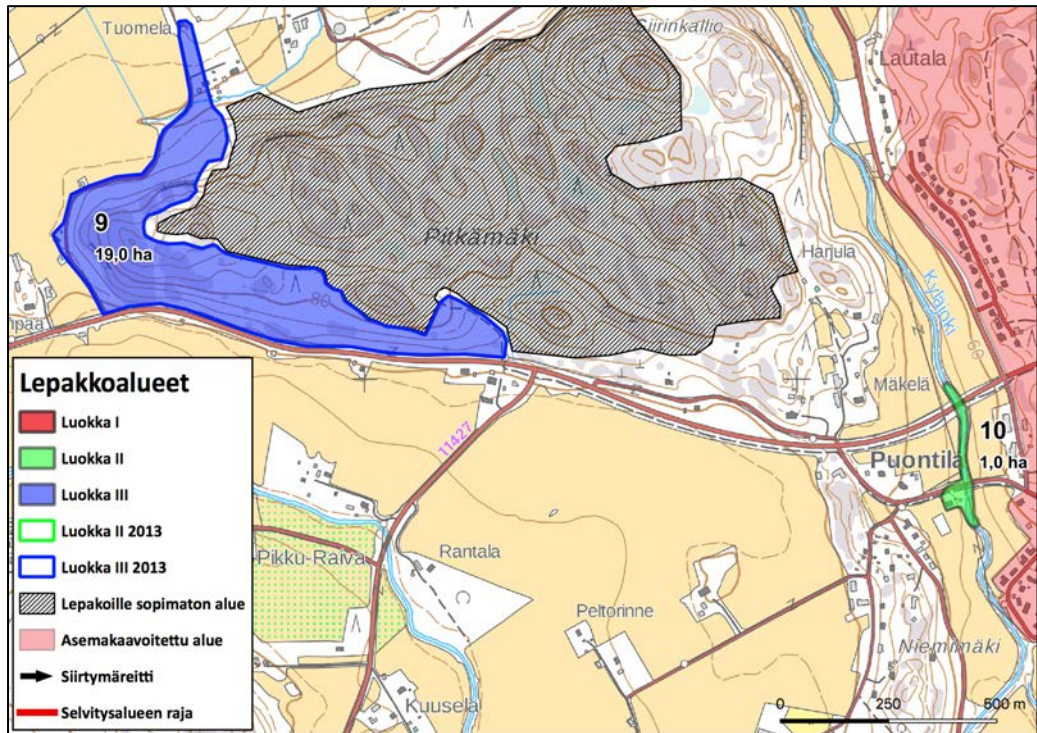 Tuomela
Siirinkallio
Lautala
9
19,0 ha
Pitkämäki
80
Harjula
Kyläjoki
60
Mäkelä
10
1,0 ha
Puontila
11427
Pikku-Raiva
Rantala
Peltorinne
Niemimäki
Kuusela
Lepakkoalueet
Luokka I
Luokka II
Luokka III
Luokka II 2013
Luokka III 2013
Lepakoille sopimaton alue
Asemakaavoitettu alue
Siirtymäreitti
Selvitysalueen raja
0 250 500 m